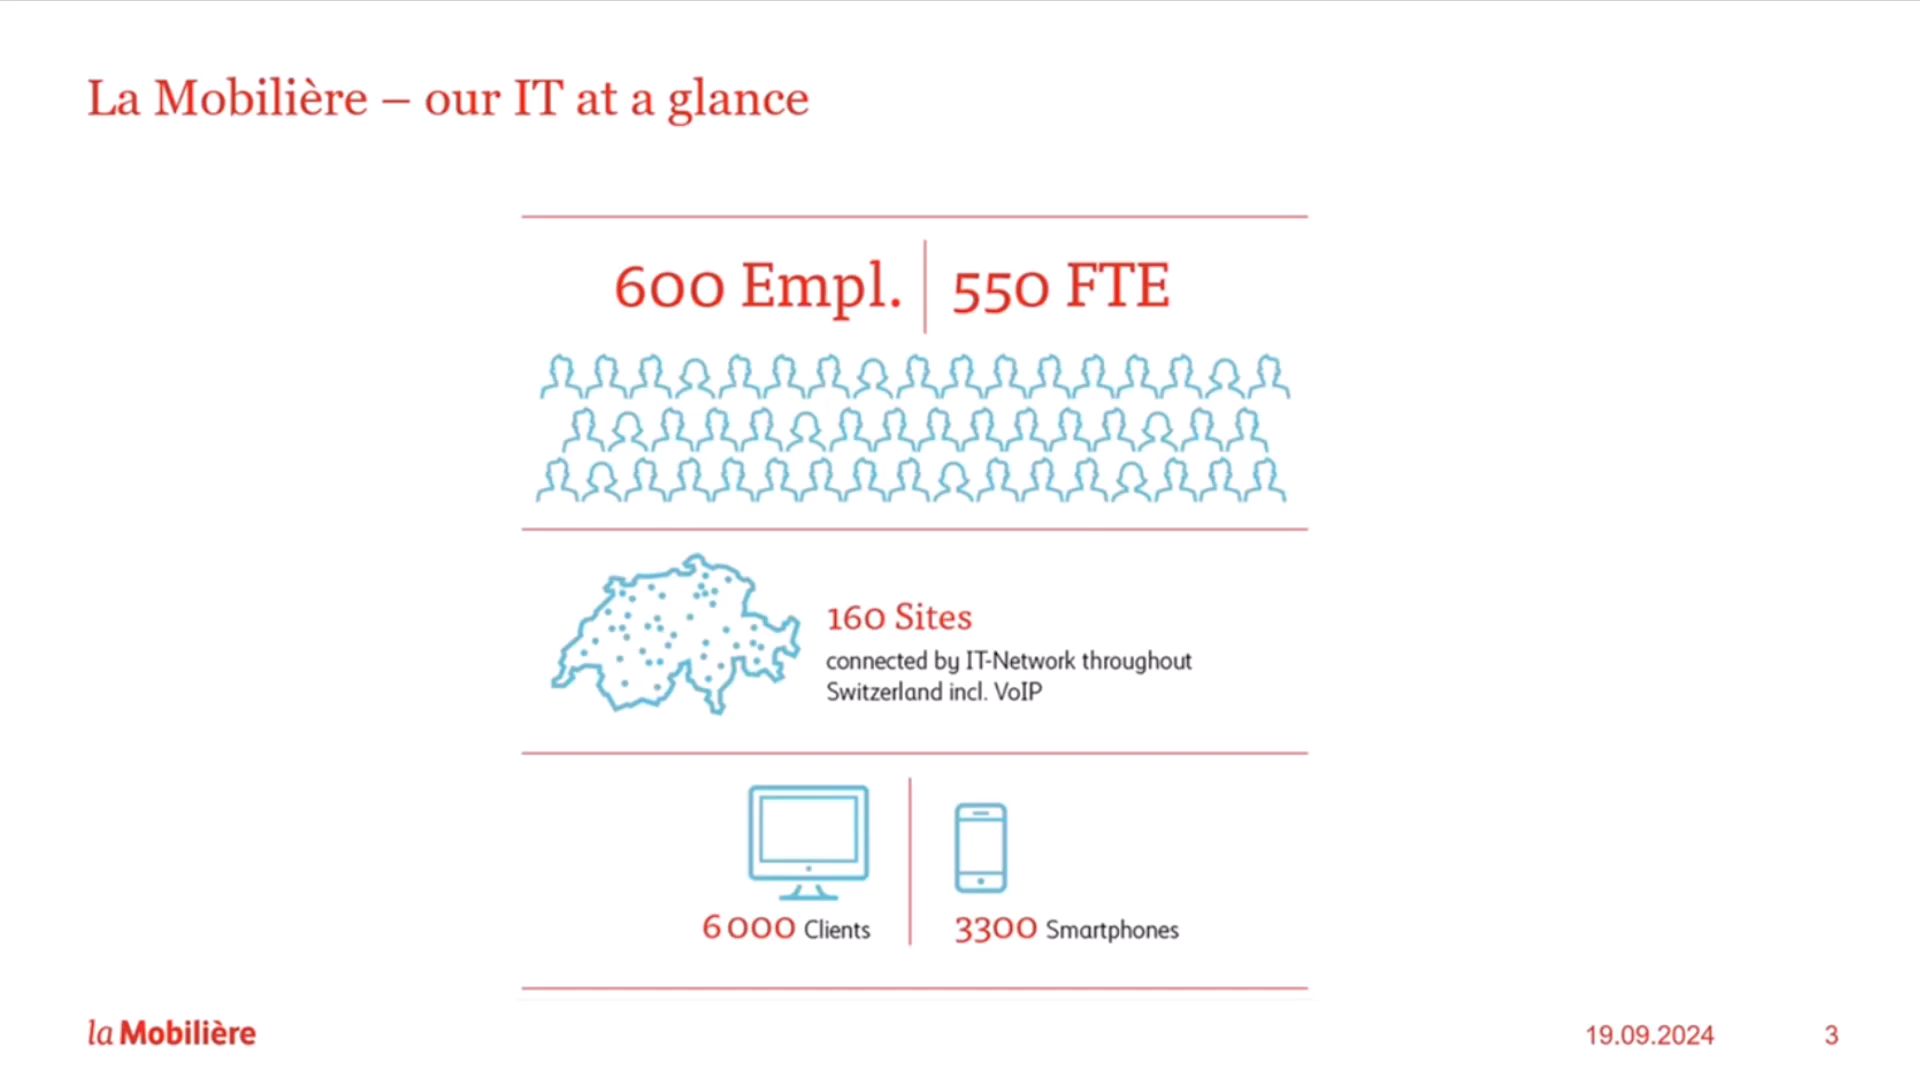 La Mobilière – our IT at a glance
600 Empl. 550 FTE
160 Sites
connected by IT-Network throughout
Switzerland incl. VoIP
6000 Clients 3300 Smartphones
la Mobilière 19.09.2024 3